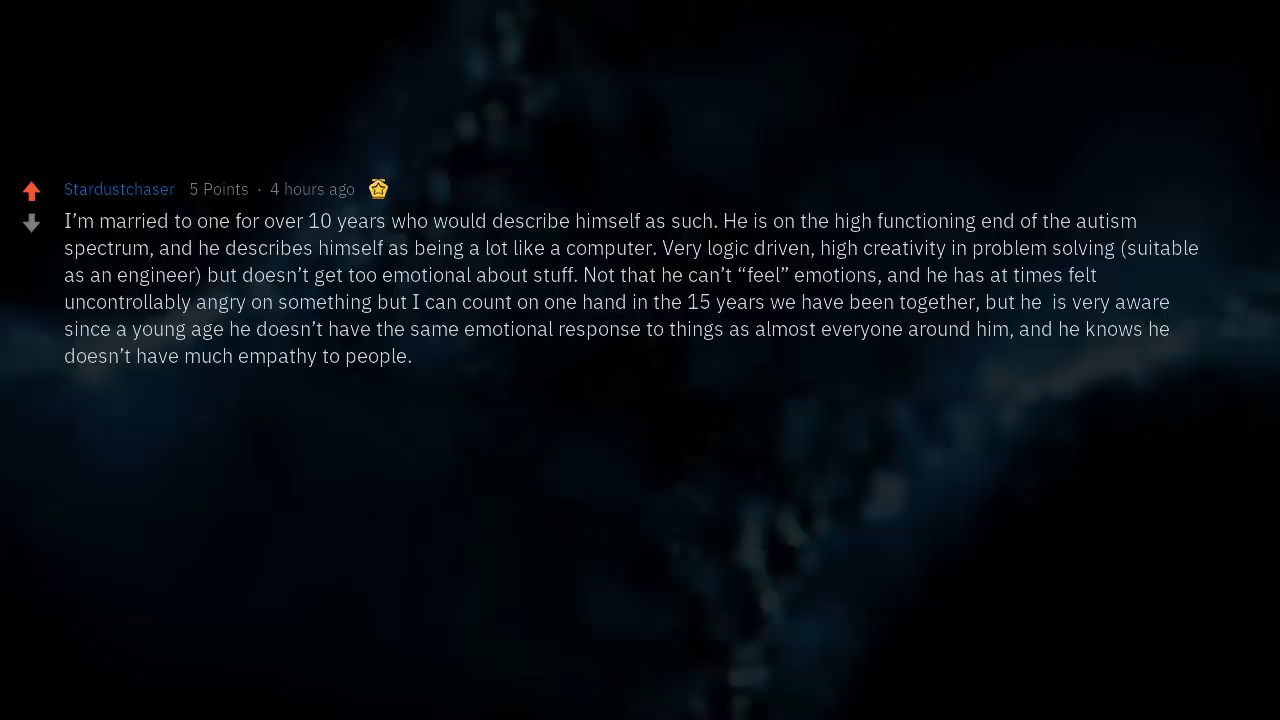 Stardustchaser 5 Points · 4 hours ago
I’m married to one for over 10 years who would describe himself as such. He is on the high functioning end of the autism
spectrum, and he describes himself as being a lot like a computer. Very logic driven, high creativity in problem solving (suitable
as an engineer) but doesn’t get too emotional about stuff. Not that he can’t “feel” emotions, and he has at times felt
uncontrollably angry on something but I can count on one hand in the 15 years we have been together, but he  is very aware
since a young age he doesn’t have the same emotional response to things as almost everyone around him, and he knows he
doesn’t have much empathy to people.